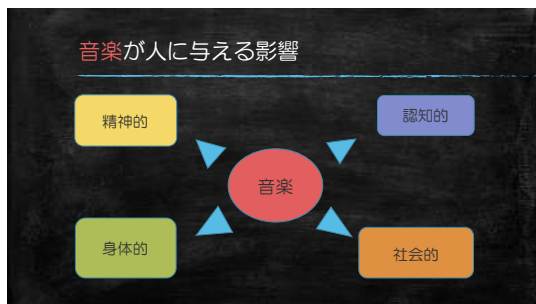 音楽が人に与える影響
精神的
認知的
音楽
身体的
社会的